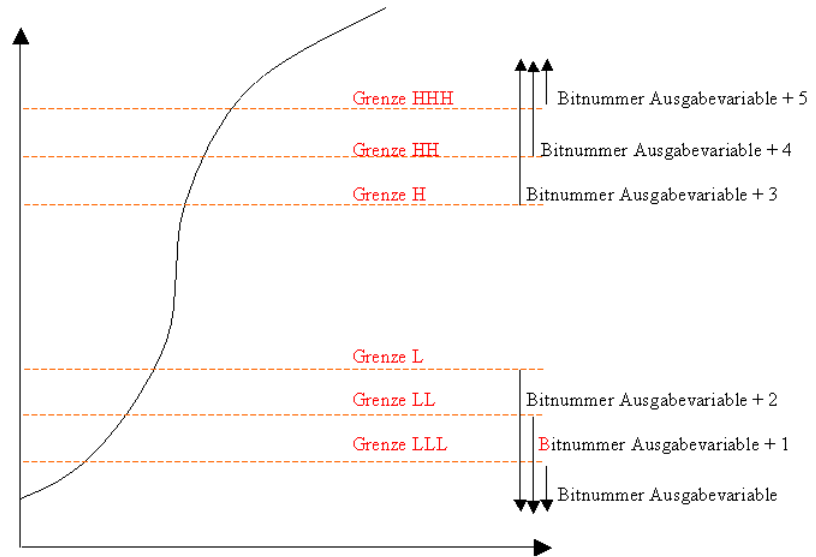 Grenze HHH
Bitnummer Ausgabevariable + 5
Grenze HH
Bitnummer Ausgabevariable + 4
Grenze H
Bitnummer Ausgabevariable + 3
Grenze L
Grenze LL
Bitnummer Ausgabevariable + 2
Grenze LLL
Bitnummer Ausgabevariable + 1
Bitnummer Ausgabevariable